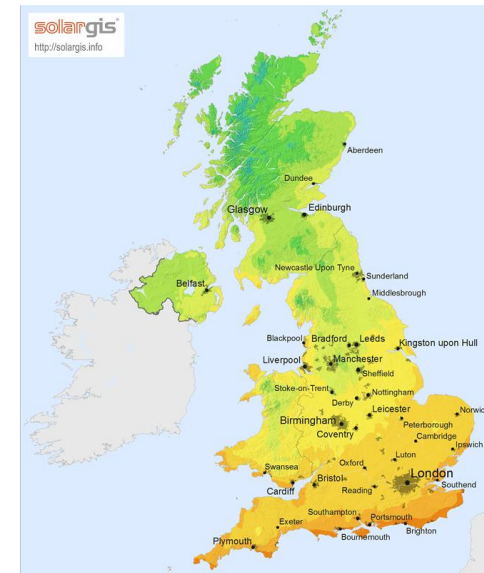 solargis
http://solargis.info
Aberdeen
Dundee
Glasgow
Edinburgh
Newcastle Upon Tyne
Sunderland
Belfast
Middlesbrough
Blackpool
Bradford
Leeds
Kingston upon Hull
Liverpool
Manchester
Sheffield
Stoke-on-Trent
Nottingham
Derby
Leicester
Norwic
Birmingham
Peterborough
Coventry
Cambridge
Ipswich
Luton
Swansea
Oxford
London
Cardiff
Bristol
Reading
Southend
Southampton
Portsmouth
Exeter
Brighton
Bournemouth
Plymouth